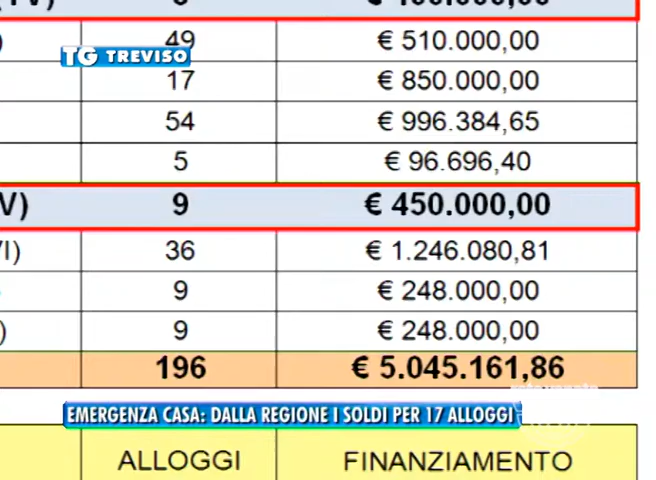 49 € 510.000,00
TG TREVISO
17 € 850.000,00
54 € 996.384,65
5 € 96.696,40
V) 9 € 450.000,00
VI) 36 € 1.246.080,81
9 € 248.000,00
) 9 € 248.000,00
196 € 5.045.161,86
EMERGENZA CASA: DALLA REGIONE I SOLDI PER 17 ALLOGGI
ALLOGGI FINANZIAMENTO